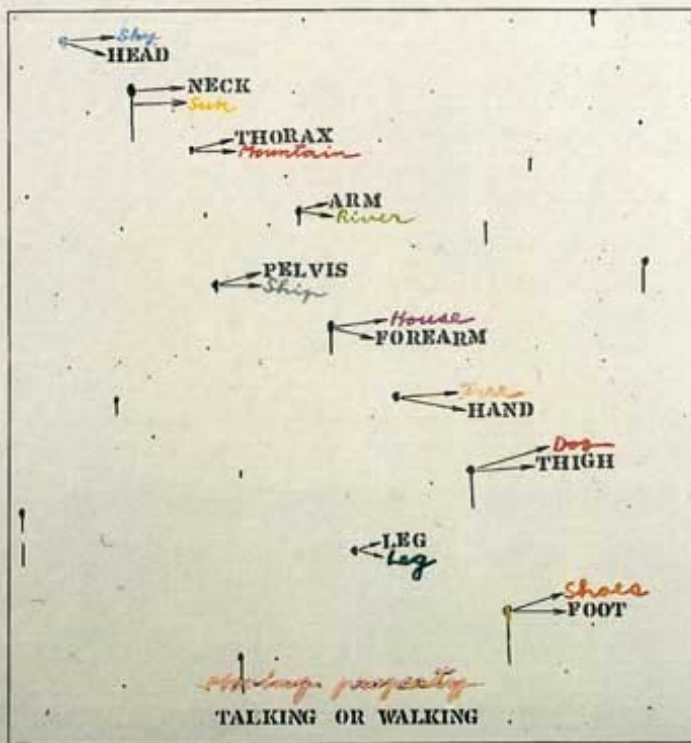 Sky
HEAD
NECK
Sun
THORAX
Mountain
ARM
River
PELVIS
Ship
House
FOREARM
Tree
HAND
Dog
THIGH
LEG
Leg
Shoes
FOOT
TALKING OR WALKING